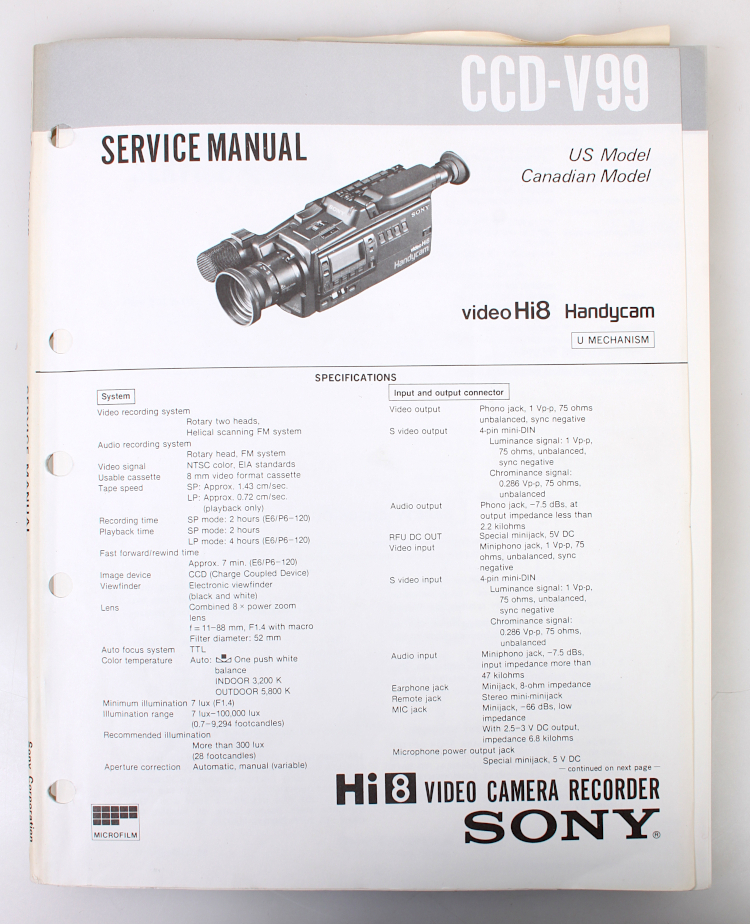 CCD-V99
SERVICE MANUAL
US Model
Canadian Model
SONY
video Hi8
Handycam
video Hi8 Handycam
U MECHANISM
SPECIFICATIONS
System
Video recording system
Rotary two heads,
Helical scanning FM system
Audio recording system
Rotary head, FM system
Video signal NTSC color, EIA standards
Usable cassette 8 mm video format cassette
Tape speed SP: Approx. 1.43 cm/sec.
LP: Approx. 0.72 cm/sec.
(playback only)
Recording time SP mode: 2 hours (E6/P6-120)
Playback time SP mode: 2 hours
LP mode: 4 hours (E6/P6-120)
Fast forward/rewind time
Approx. 7 min. (E6/P6-120)
Image device CCD (Charge Coupled Device)
Viewfinder Electronic viewfinder
(black and white)
Lens Combined 8 × power zoom
lens
f = 11-88 mm, F1.4 with macro
Filter diameter: 52 mm
Auto focus system TTL
Color temperature Auto: One push white
balance
INDOOR 3,200 K
OUTDOOR 5,800 K
Minimum illumination 7 lux (F1.4)
Illumination range 7 lux-100,000 lux
(0.7-9,294 footcandles)
Recommended illumination
More than 300 lux
(28 footcandles)
Aperture correction Automatic, manual (variable)
Input and output connector
Video output Phono jack, 1 Vp-p, 75 ohms
unbalanced, sync negative
S video output 4-pin mini-DIN
Luminance signal: 1 Vp-p,
75 ohms, unbalanced,
sync negative
Chrominance signal:
0.286 Vp-p, 75 ohms,
unbalanced
Audio output Phono jack, -7.5 dBs, at
output impedance less than
2.2 kilohms
RFU DC OUT Special minijack, 5V DC
Video input Miniphono jack, 1 Vp-p, 75
ohms, unbalanced, sync
negative
S video input 4-pin mini-DIN
Luminance signal: 1 Vp-p,
75 ohms, unbalanced,
sync negative
Chrominance signal:
0.286 Vp-p, 75 ohms,
unbalanced
Audio input Miniphono jack, -7.5 dBs,
input impedance more than
47 kilohms
Earphone jack Minijack, 8-ohm impedance
Remote jack Stereo mini-minijack
MIC jack Minijack, -66 dBs, low
impedance
With 2.5-3 V DC output,
impedance 6.8 kilohms
Microphone power output jack
Special minijack, 5 V DC
— continued on next page —
Hi8 VIDEO CAMERA RECORDER
SONY®
MICROFILM
SERVICE MANUAL
Sony Corporation